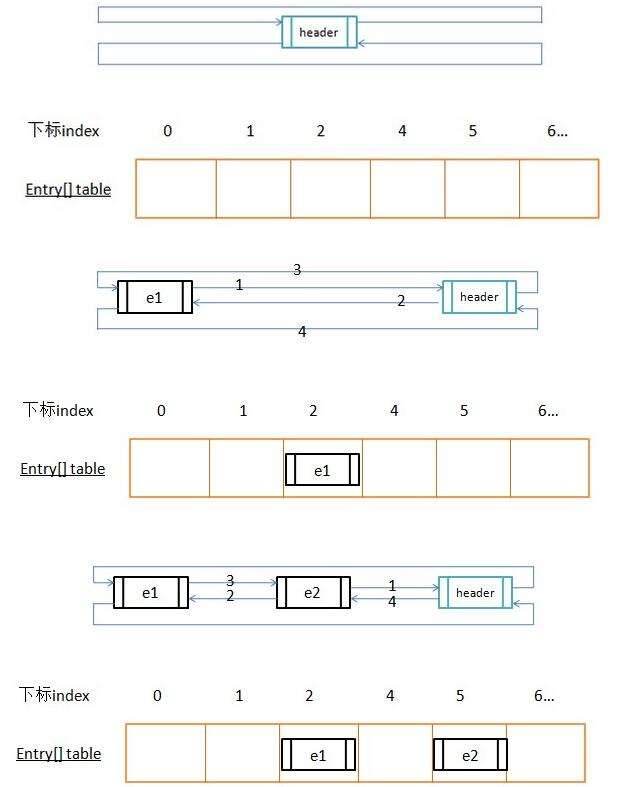 header
下标index 0 1 2 4 5 6...
Entry[] table
3
e1 1 2 header
4
下标index 0 1 2 4 5 6...
Entry[] table e1
e1 3 e2 1 header
2 4
下标index 0 1 2 4 5 6...
Entry[] table e1 e2